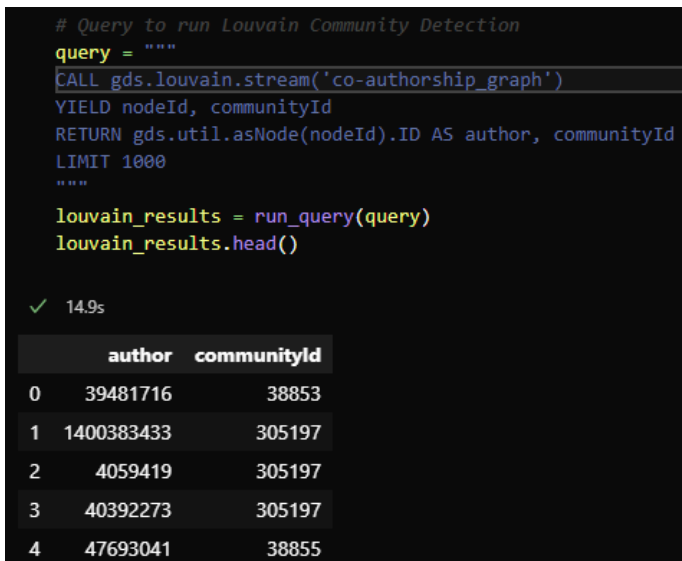 # Query to run Louvain Community Detection
query = """
CALL gds.louvain.stream('co-authorship_graph')
YIELD nodeId, communityId
RETURN gds.util.asNode(nodeId).ID AS author, communityId
LIMIT 1000
"""
louvain_results = run_query(query)
louvain_results.head()
✓ 14.9s
author communityId
0 39481716 38853
1 1400383433 305197
2 4059419 305197
3 40392273 305197
4 47693041 38855